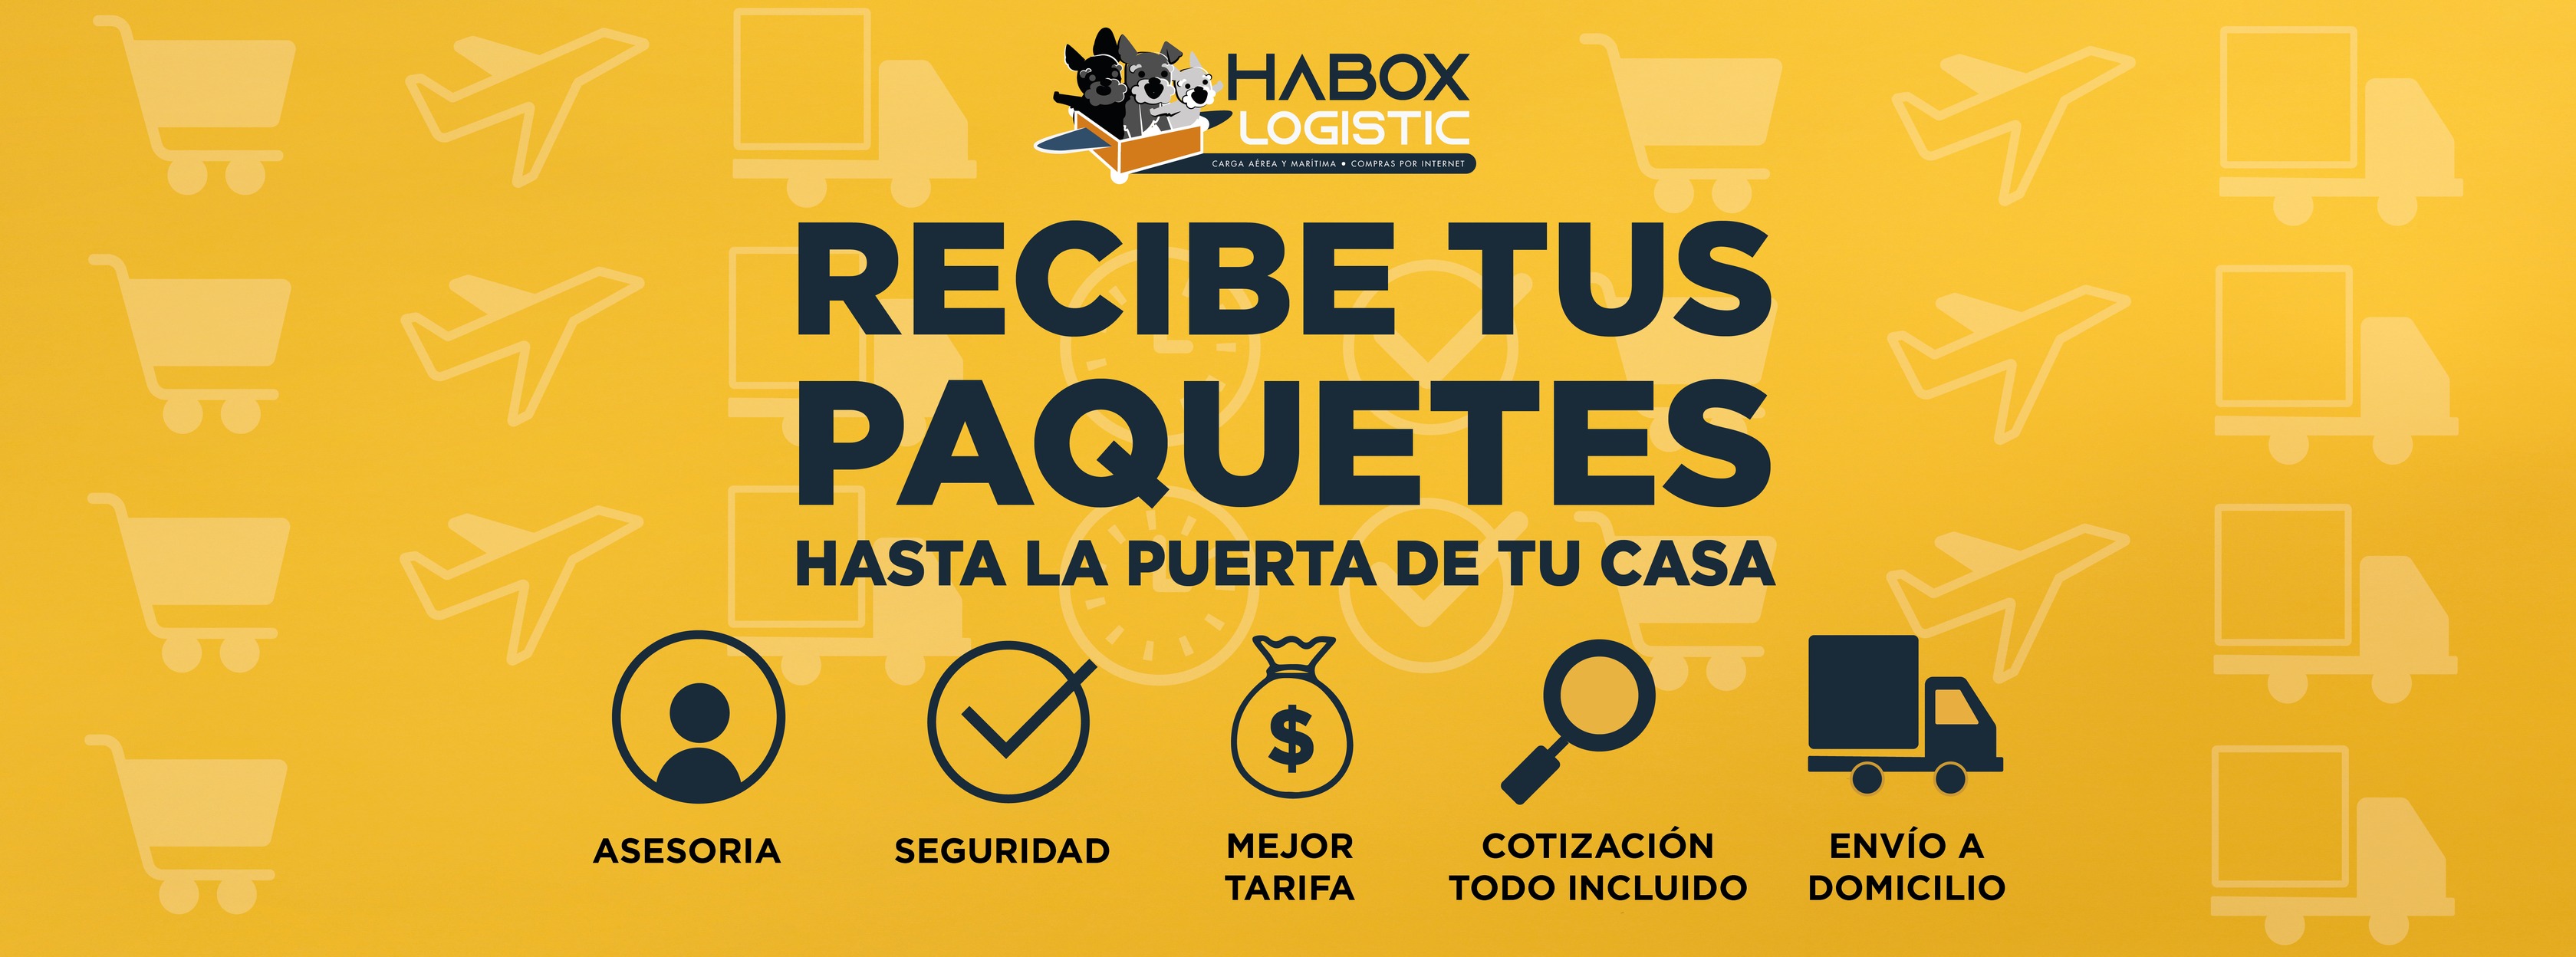 HABOX
LOGISTIC
CARGA AÉREA Y MARÍTIMA • COMPRAS POR INTERNET
RECIBE TUS
PAQUETES
HASTA LA PUERTA DE TU CASA
$
ASESORIA
SEGURIDAD
MEJOR
TARIFA
COTIZACIÓN
TODO INCLUIDO
ENVÍO A
DOMICILIO